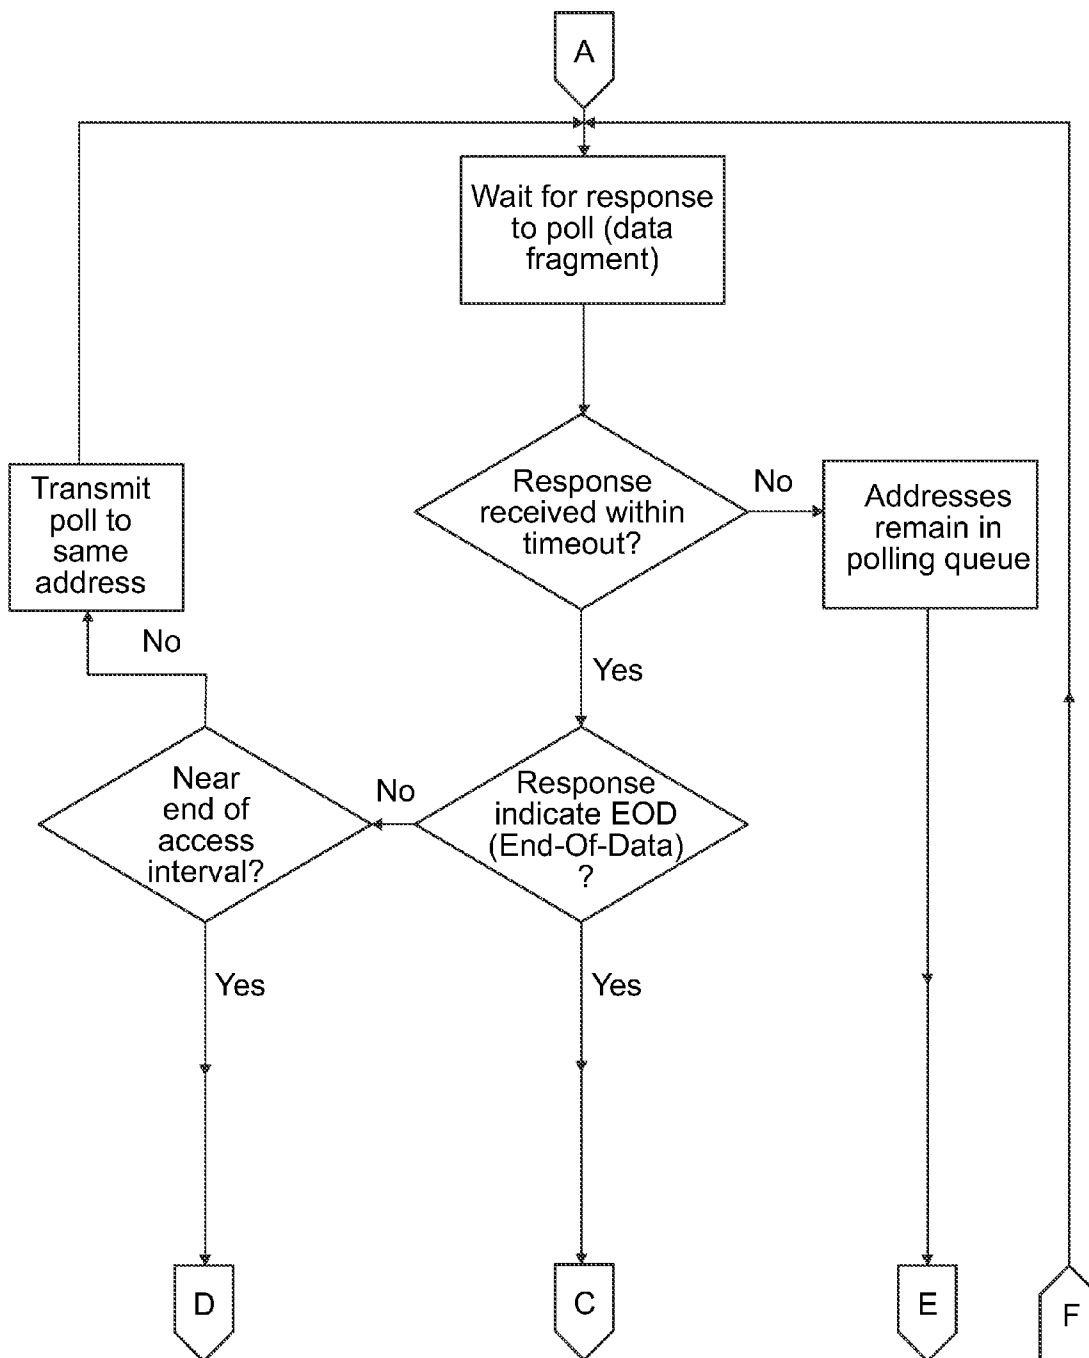 A
Wait for response
to poll (data
fragment)
Response
received within
timeout?
No
Addresses
remain in
polling queue
Transmit
poll to
same
address
No
Yes
Near
end of
access
interval?
No
Response
indicate EOD
(End-Of-Data)
?
Yes
Yes
D
C
E
F